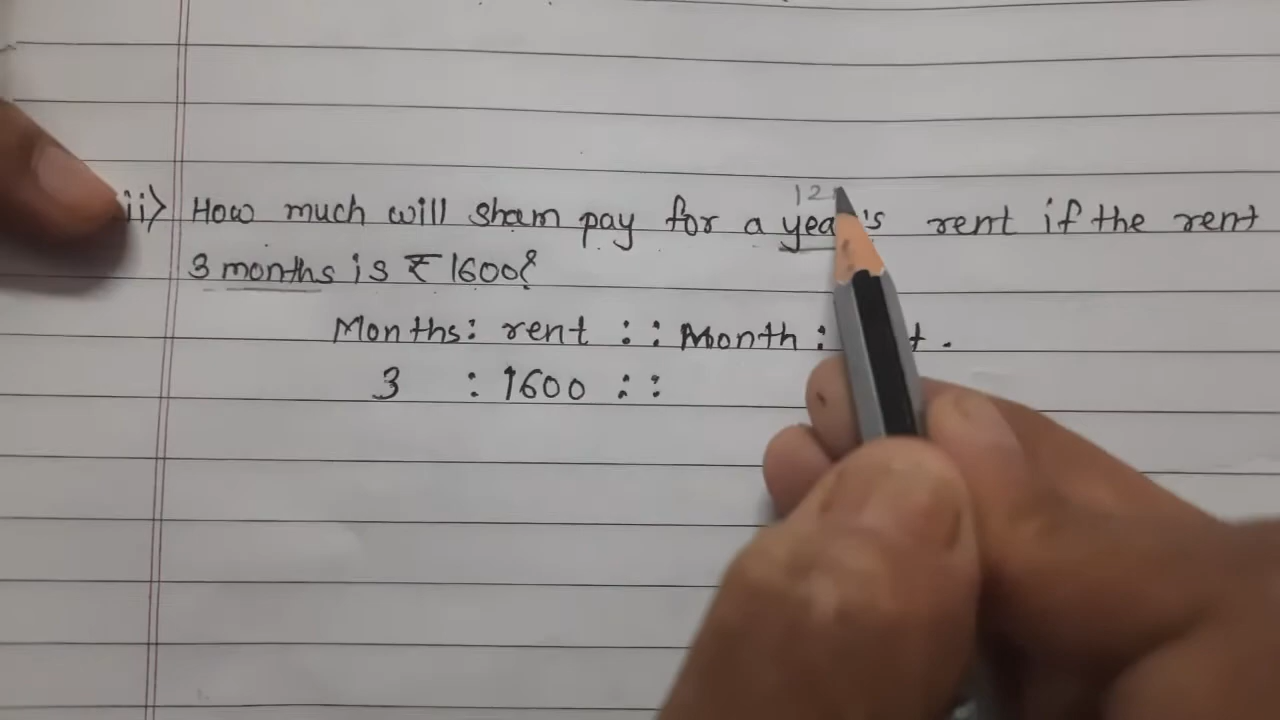 12
ii) How much will sham pay for a year's rent if the rent
3 months is ₹1600?
Months: rent :: Month :
3 : 1600 ::